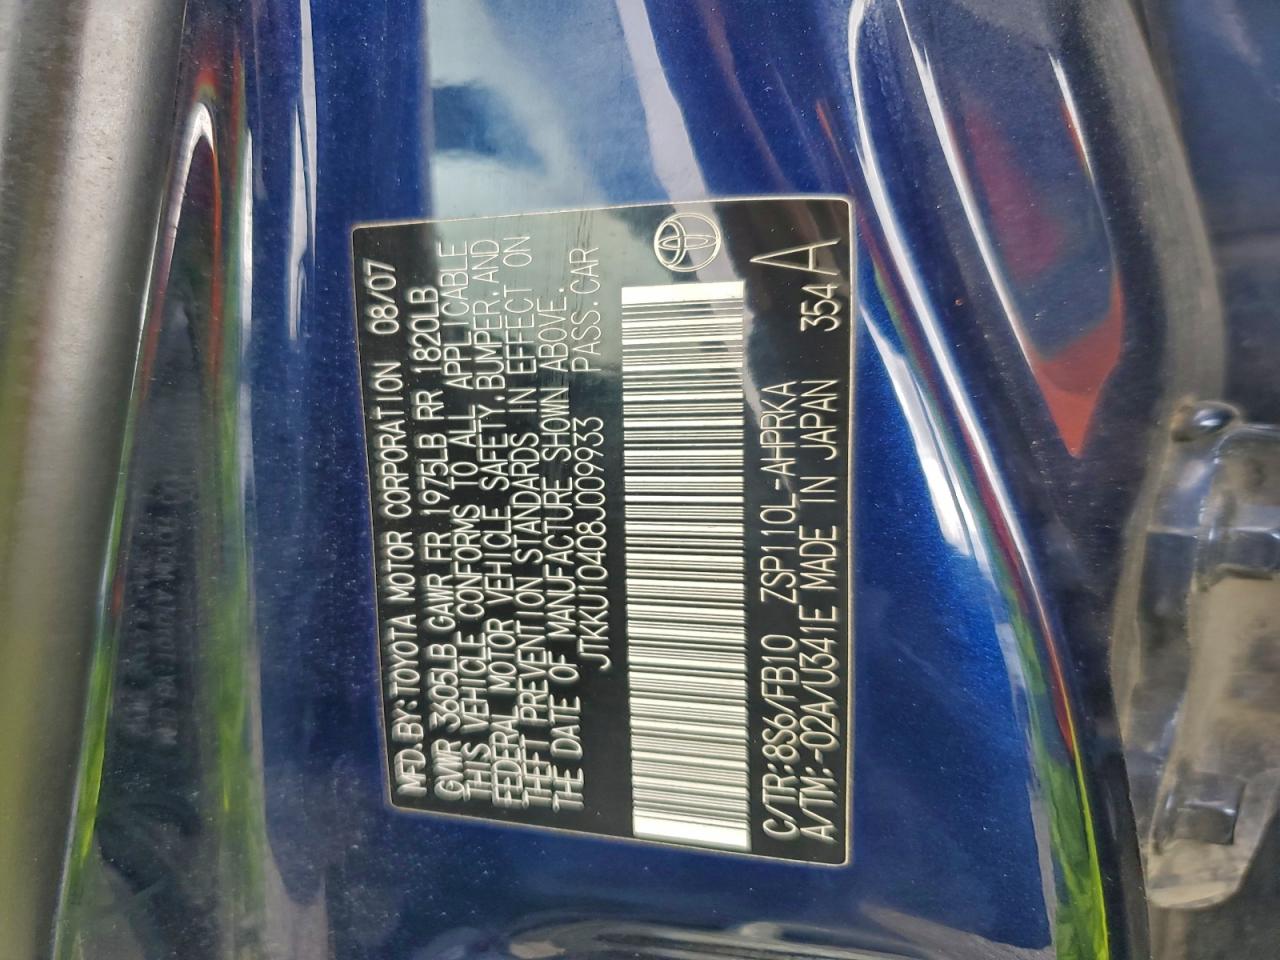 MFD.BY:TOYOTA MOTOR CORPORATION 08/07
GVWR 3605LB GAWR FR 1975LB RR 1820LB
THIS VEHICLE CONFORMS TO ALL APPLICABLE
FEDERAL MOTOR VEHICLE SAFETY,BUMPER,AND
THEFT PREVENTION STANDARDS IN EFFECT ON
THE DATE OF MANUFACTURE SHOWN ABOVE.
JTKKU10408J009933 PASS.CAR
C/TR:8S6/FB10 ZSP110L-AHPRKA 354A
A/TM:-02A/U341E MADE IN JAPAN